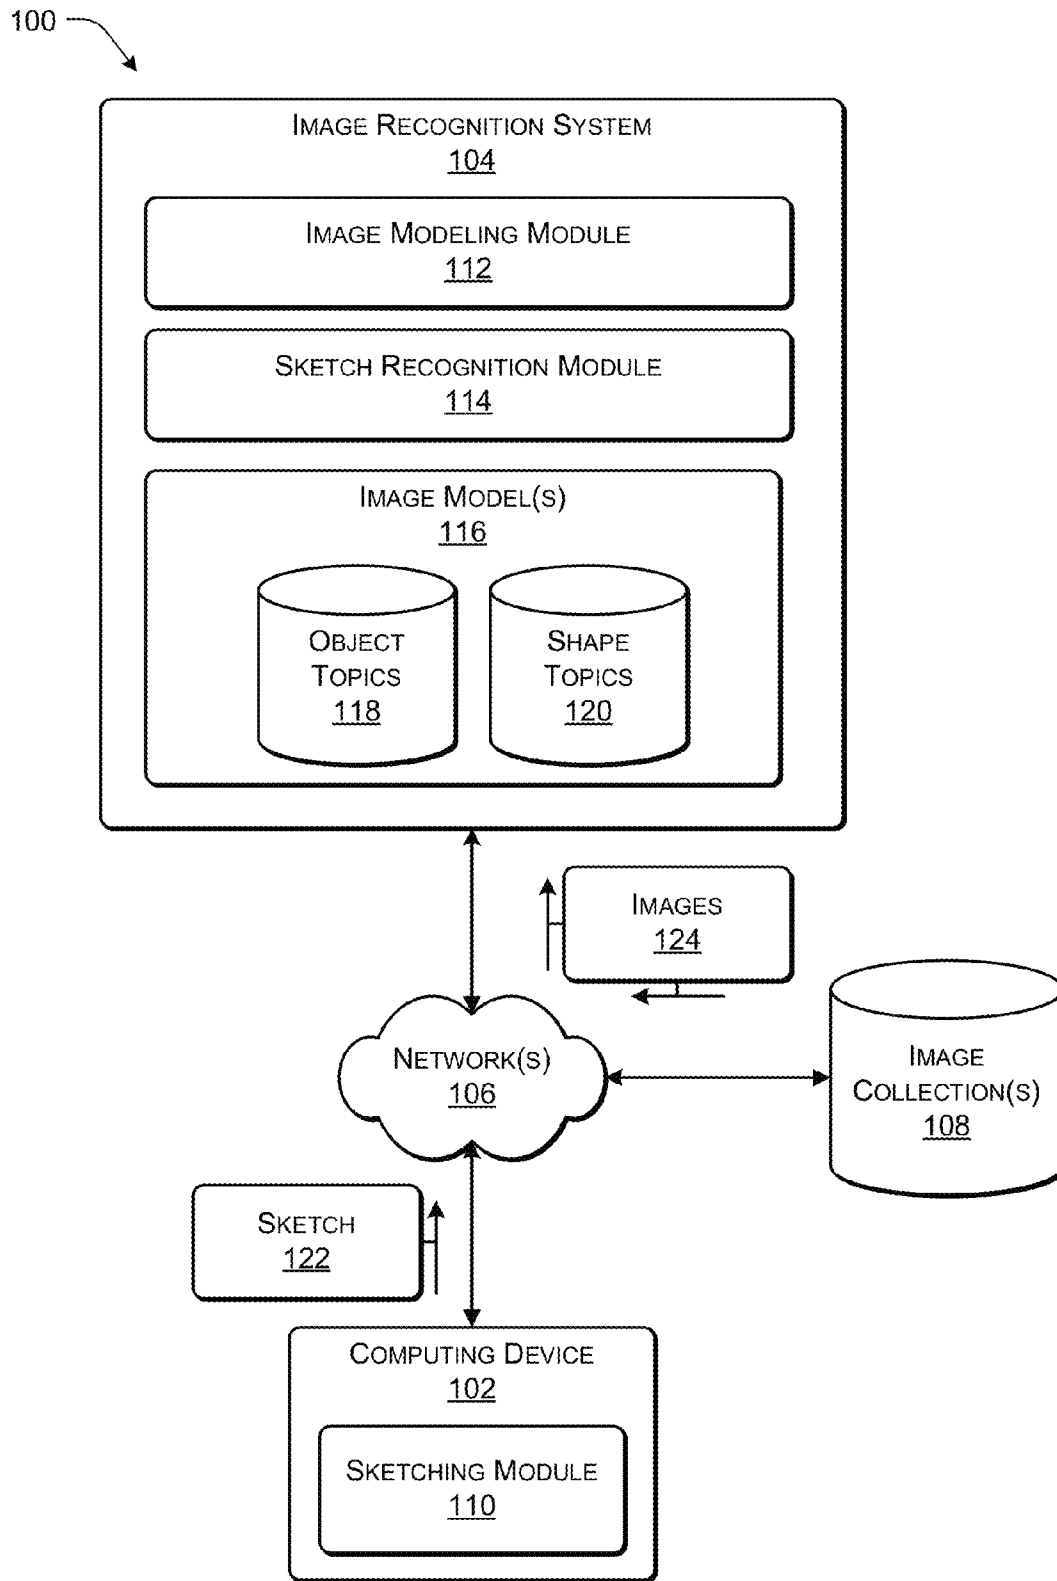 100
IMAGE RECOGNITION SYSTEM
104
IMAGE MODELING MODULE
112
SKETCH RECOGNITION MODULE
114
IMAGE MODEL(S)
116
OBJECT
TOPICS
118
SHAPE
TOPICS
120
IMAGES
124
NETWORK(S)
106
IMAGE
COLLECTION(S)
108
SKETCH
122
COMPUTING DEVICE
102
SKETCHING MODULE
110